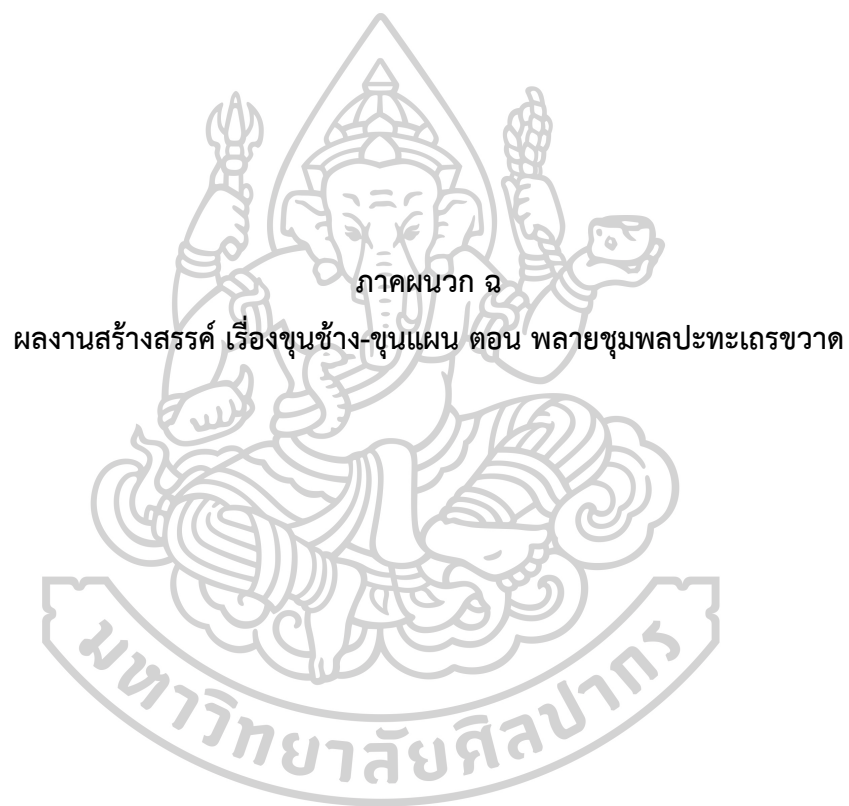 ภาคผนวก ฉ
ผลงานสร้างสรรค์ เรื่องขุนช้าง-ขุนแผน ตอน พลายชุมพลปะทะเถรขวาด
มหาวิทยาลัยศิลปากร